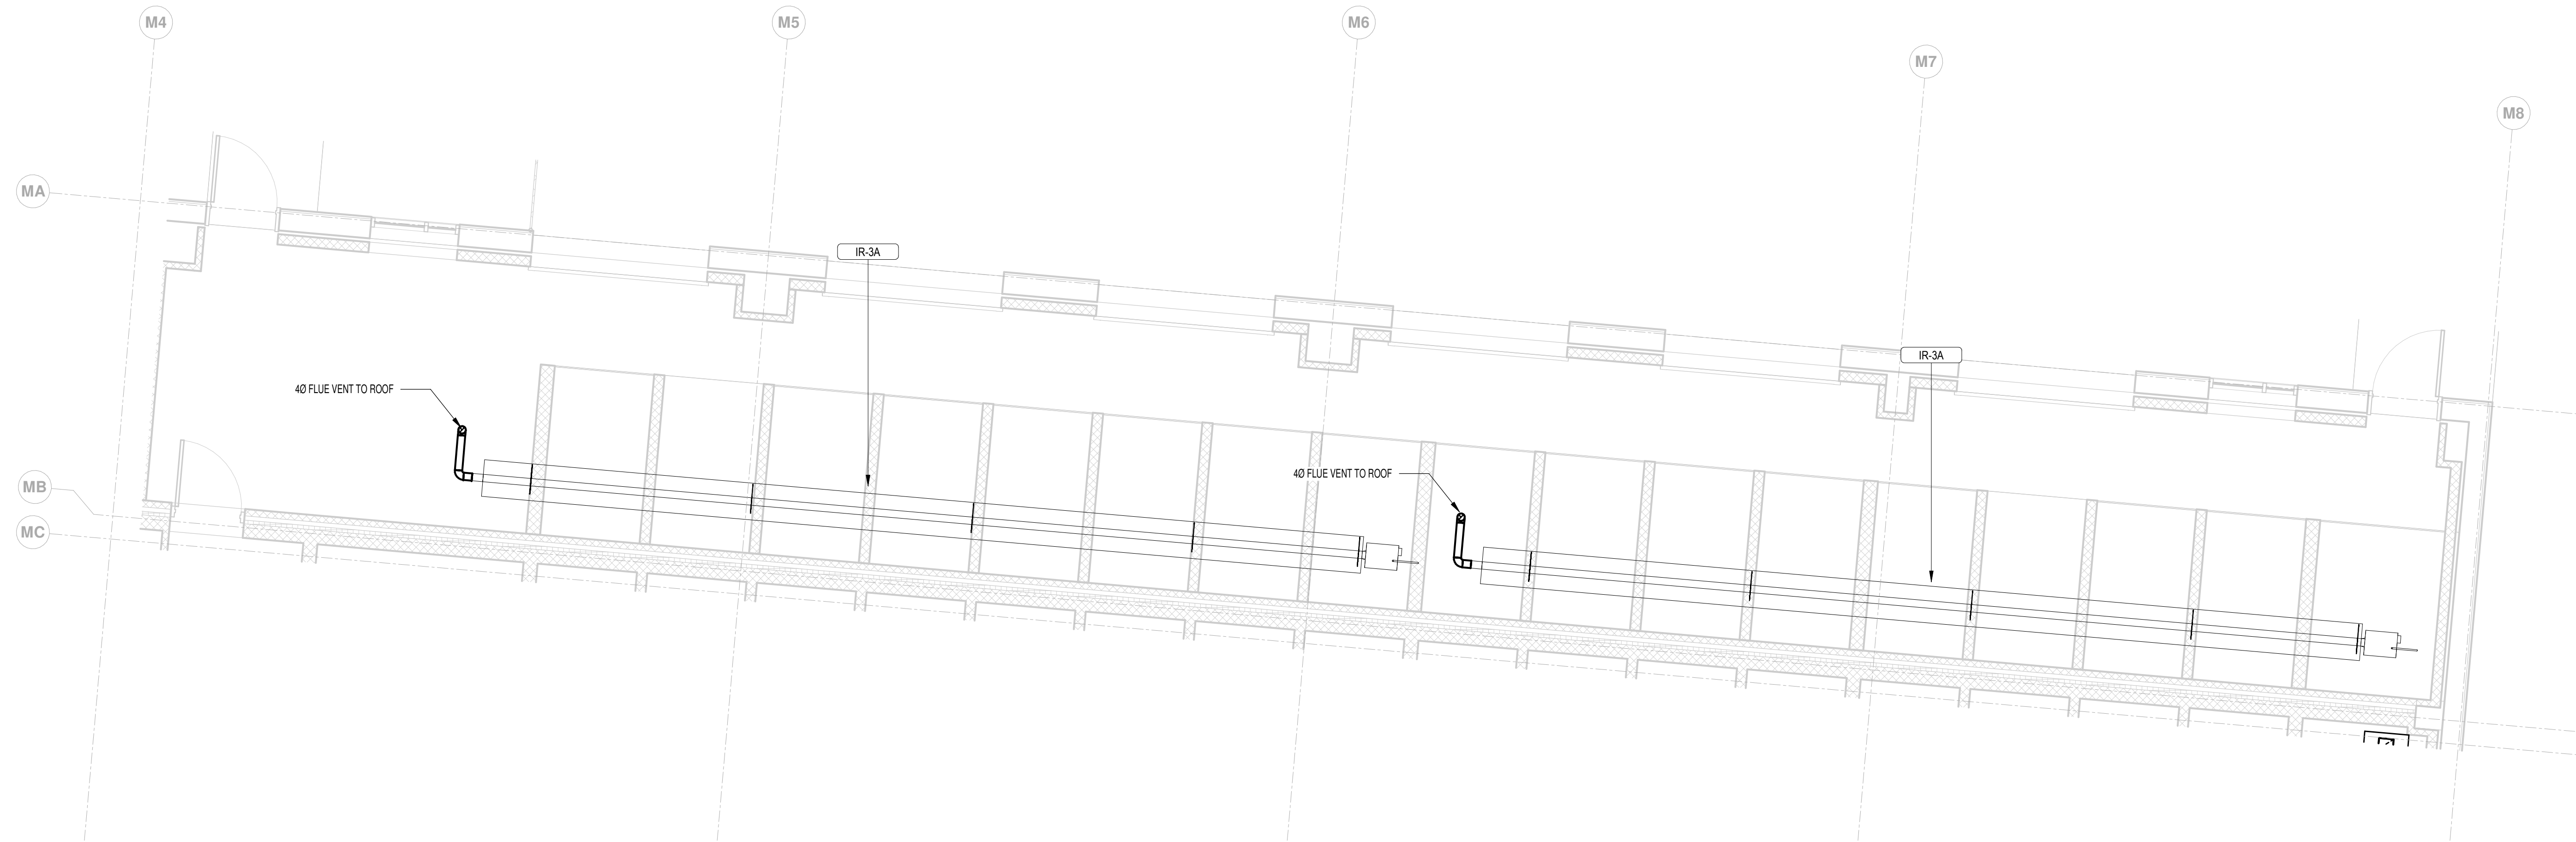 M4
M5
M6
M7
M8
MA
IR-3A
IR-3A
4Ø FLUE VENT TO ROOF
4Ø FLUE VENT TO ROOF
MB
MC